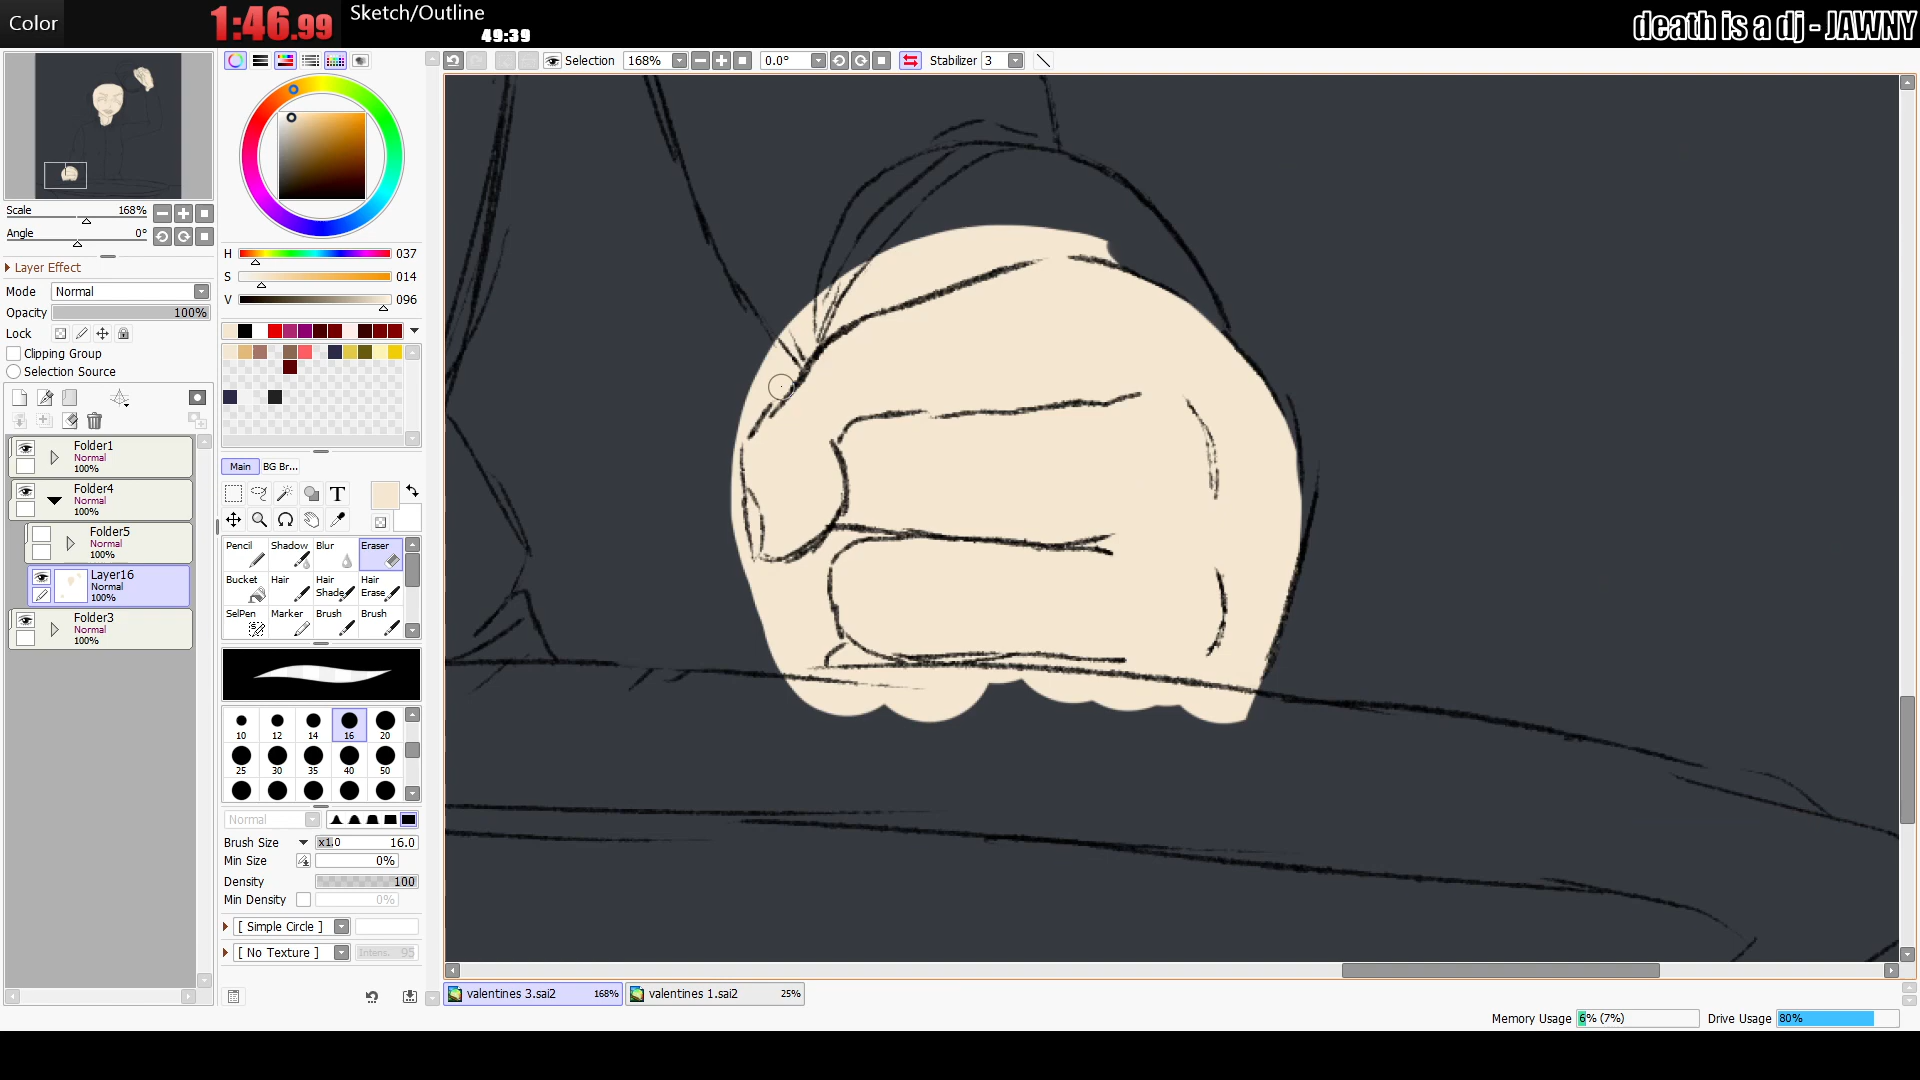 Color
1:46.99
Sketch/Outline
49:39
death is a dj - JAWNY
Selection
168%
0.0°
Stabilizer 3
Scale 168%
Angle 0°
Layer Effect
Mode Normal
Opacity 100%
Lock
Clipping Group
Selection Source
Folder1
Normal
100%
Folder4
Normal
100%
Folder5
Normal
100%
Layer16
Normal
100%
Folder3
Normal
100%
H 037
S 014
V 096
Main BG Br...
T
Pencil Shadow Blur Eraser
Bucket Hair Hair Shade Hair Erase
SelPen Marker Brush Brush
10 12 14 16 20
25 30 35 40 50
Normal
Brush Size x1.0 16.0
Min Size 0%
Density 100
Min Density 0%
[ Simple Circle ]
[ No Texture ] Intens. 95
valentines 3.sai2 168% valentines 1.sai2 25%
Memory Usage 6% (7%) Drive Usage 80%